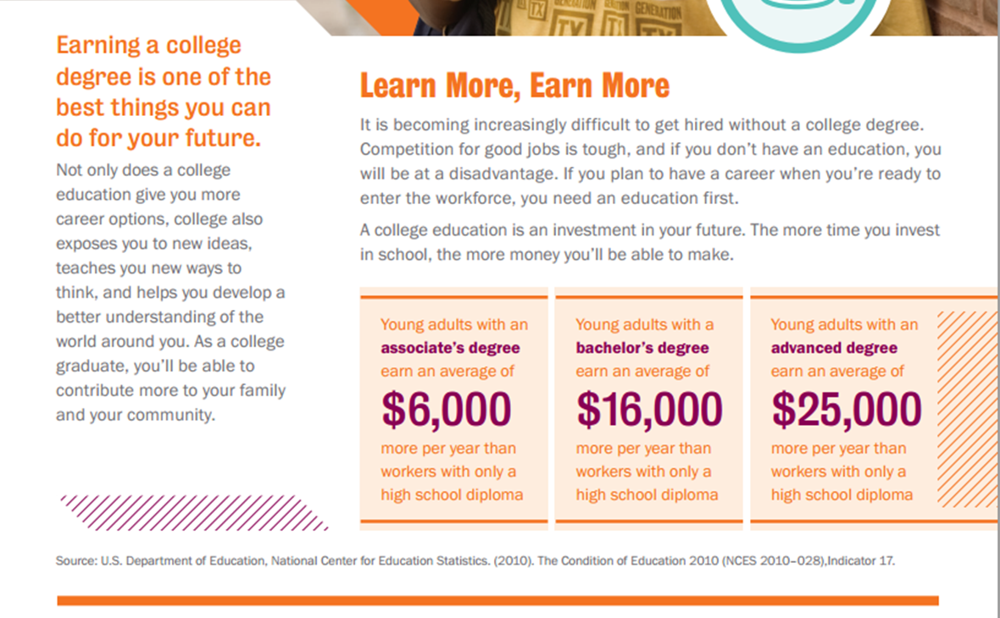 GENERATION
TX
GENERATION
TX
TX
Earning a college
degree is one of the
best things you can
do for your future.
Not only does a college
education give you more
career options, college also
exposes you to new ideas,
teaches you new ways to
think, and helps you develop a
better understanding of the
world around you. As a college
graduate, you’ll be able to
contribute more to your family
and your community.
Learn More, Earn More
It is becoming increasingly difficult to get hired without a college degree.
Competition for good jobs is tough, and if you don’t have an education, you
will be at a disadvantage. If you plan to have a career when you’re ready to
enter the workforce, you need an education first.
A college education is an investment in your future. The more time you invest
in school, the more money you’ll be able to make.
Young adults with an
associate’s degree
earn an average of
$6,000
more per year than
workers with only a
high school diploma
Young adults with a
bachelor’s degree
earn an average of
$16,000
more per year than
workers with only a
high school diploma
Young adults with an
advanced degree
earn an average of
$25,000
more per year than
workers with only a
high school diploma
Source: U.S. Department of Education, National Center for Education Statistics. (2010). The Condition of Education 2010 (NCES 2010–028),Indicator 17.